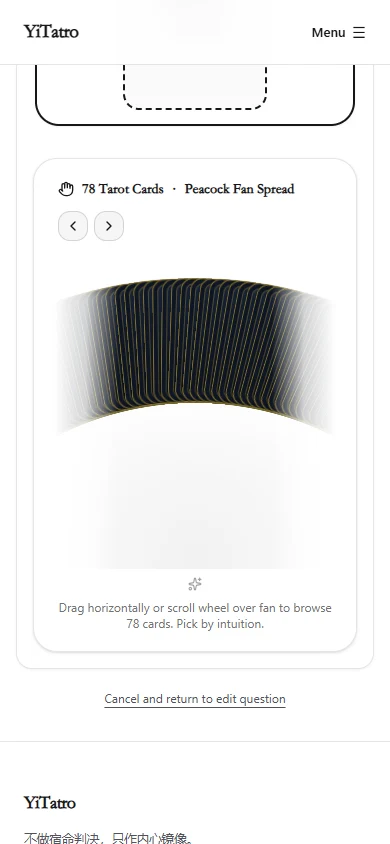 YiTatro
Menu
78 Tarot Cards · Peacock Fan Spread
Drag horizontally or scroll wheel over fan to browse
78 cards. Pick by intuition.
Cancel and return to edit question
YiTatro
不做宿命判决，只作内心镜像。